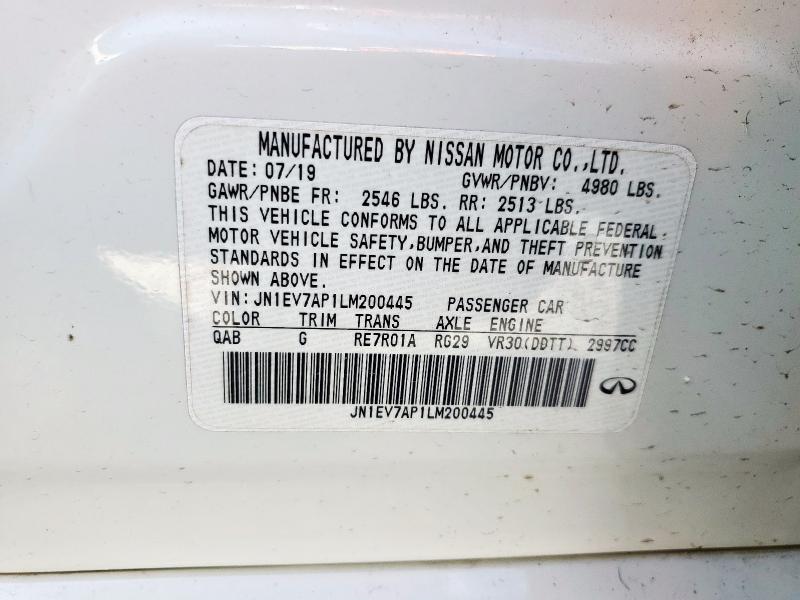 MANUFACTURED BY NISSAN MOTOR CO.,LTD.
DATE: 07/19 GVWR/PNBV: 4980 LBS.
GAWR/PNBE FR: 2546 LBS. RR: 2513 LBS.
THIS VEHICLE CONFORMS TO ALL APPLICABLE FEDERAL.
MOTOR VEHICLE SAFETY,BUMPER,AND THEFT PREVENTION
STANDARDS IN EFFECT ON THE DATE OF MANUFACTURE
SHOWN ABOVE.
VIN:JN1EV7AP1LM200445 PASSENGER CAR
COLOR TRIM TRANS AXLE ENGINE
QAB G RE7R01A RG29 VR30(DDTT) 2997CC
JN1EV7AP1LM200445